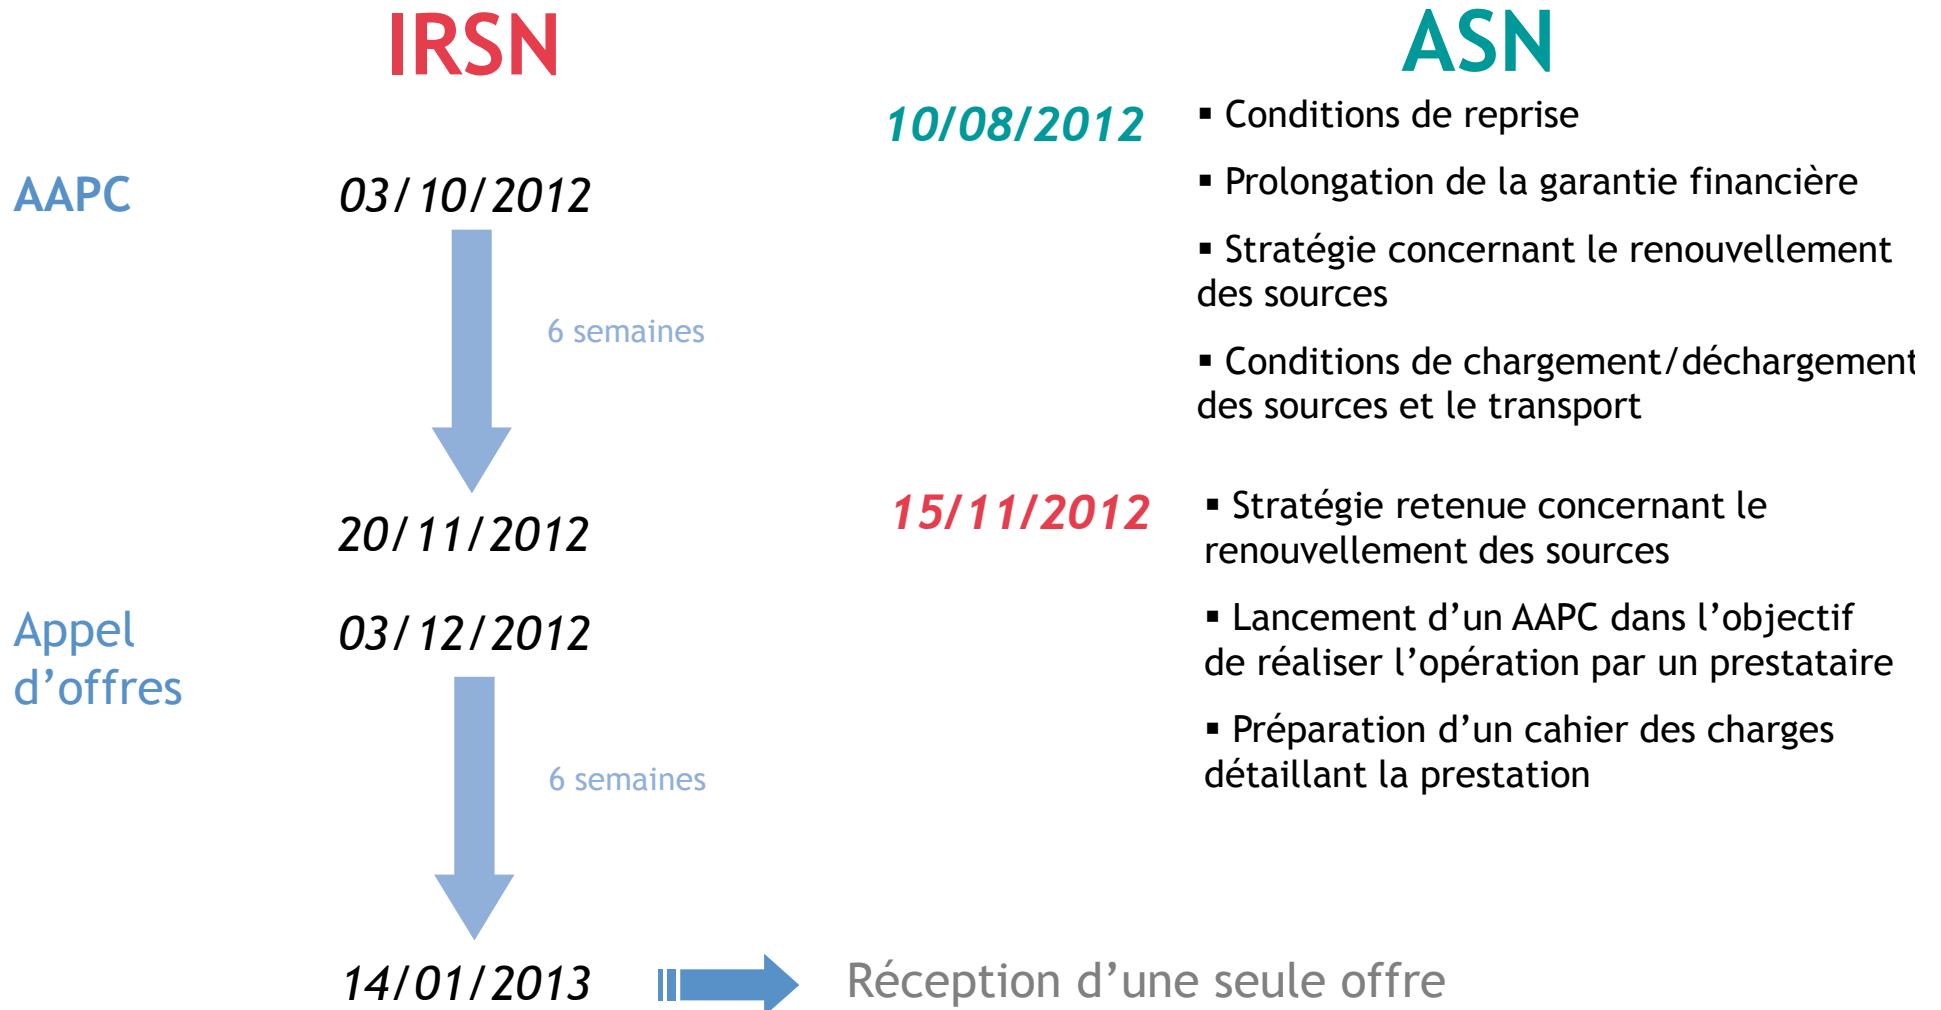 IRSN
ASN
10/08/2012
▪ Conditions de reprise
AAPC
03/10/2012
▪ Prolongation de la garantie financière
▪ Stratégie concernant le renouvellement
des sources
6 semaines
▪ Conditions de chargement/déchargement
des sources et le transport
20/11/2012
15/11/2012
▪ Stratégie retenue concernant le
renouvellement des sources
Appel
d’offres
03/12/2012
▪ Lancement d’un AAPC dans l’objectif
de réaliser l’opération par un prestataire
▪ Préparation d’un cahier des charges
détaillant la prestation
6 semaines
14/01/2013
Réception d’une seule offre